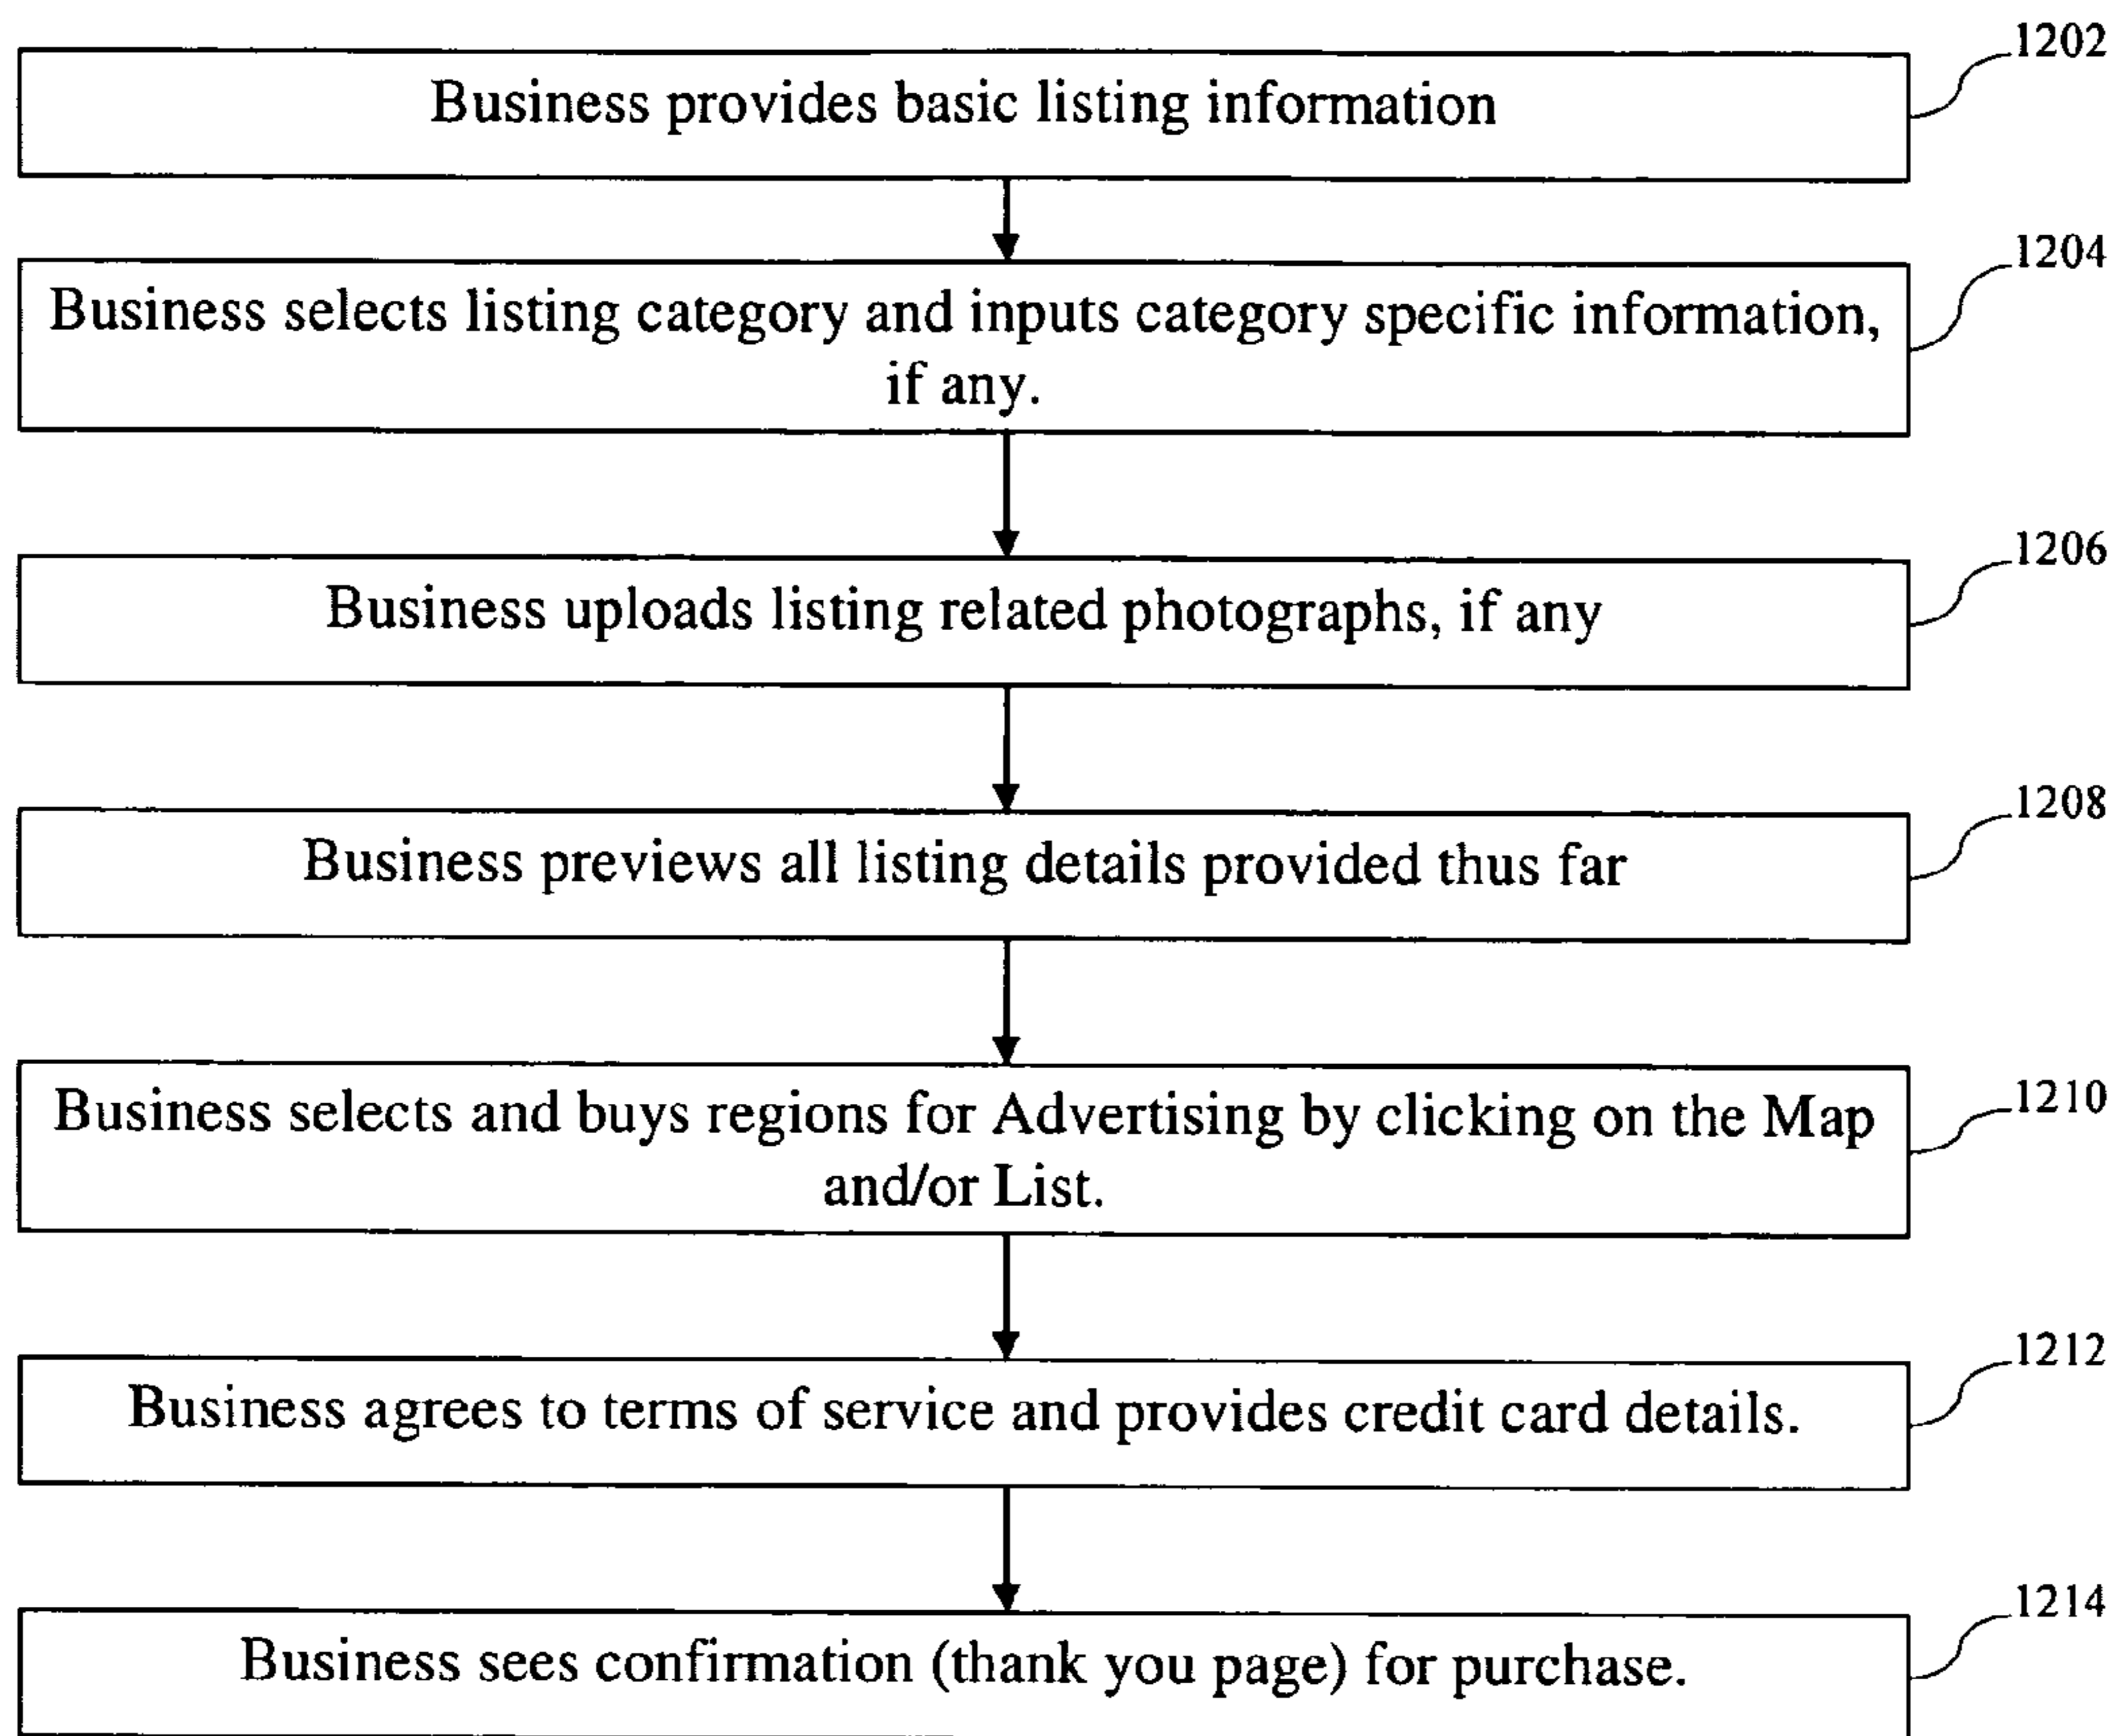 1202
Business provides basic listing information
1204
Business selects listing category and inputs category specific information,
if any.
1206
Business uploads listing related photographs, if any
1208
Business previews all listing details provided thus far
1210
Business selects and buys regions for Advertising by clicking on the Map
and/or List.
1212
Business agrees to terms of service and provides credit card details.
1214
Business sees confirmation (thank you page) for purchase.